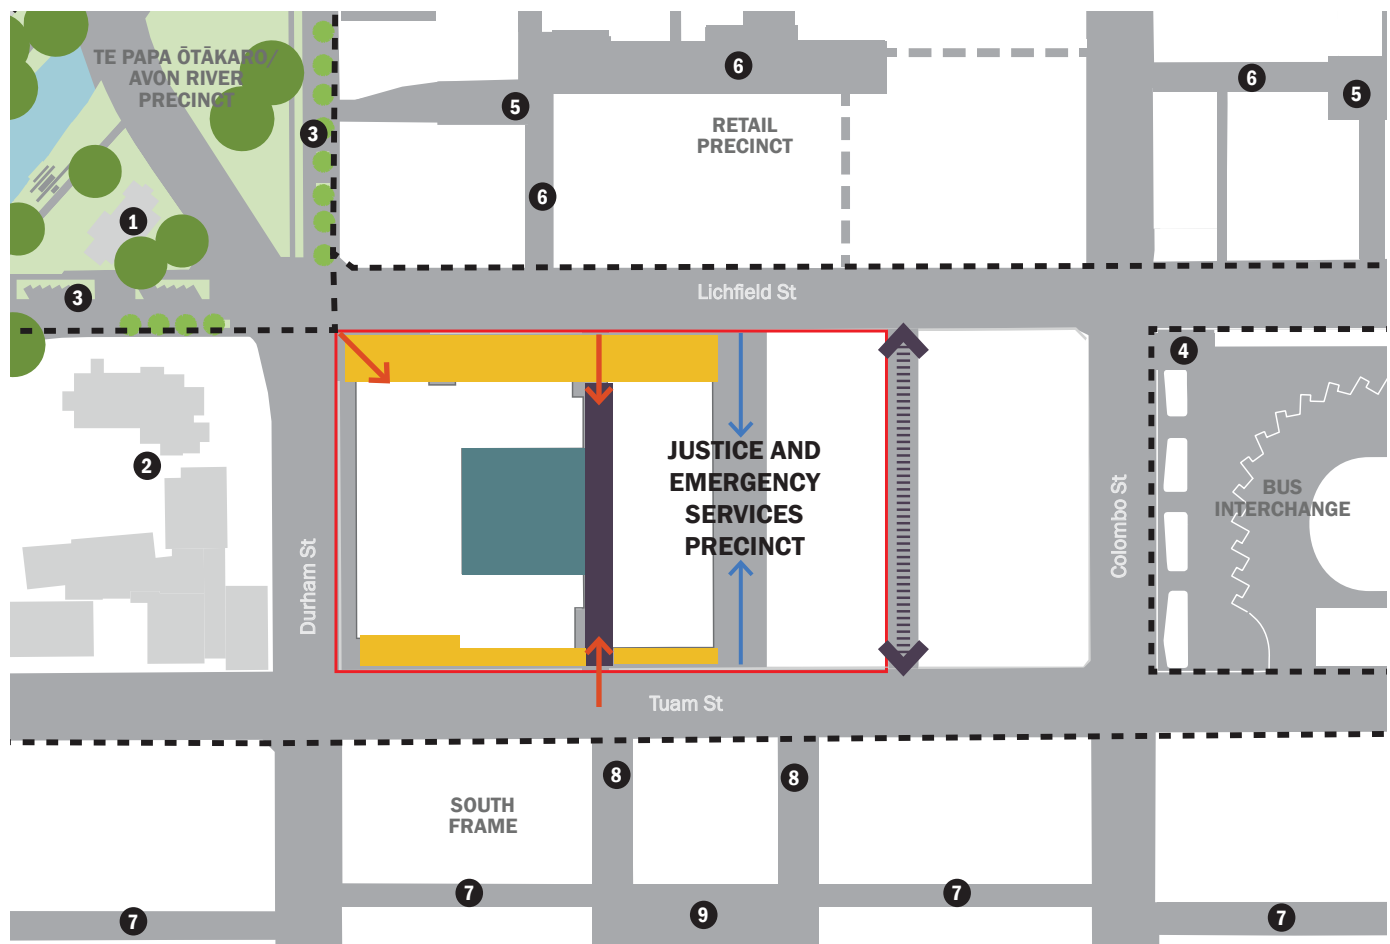 TE PAPA ŌTĀKARO/
AVON RIVER
PRECINCT
6
6
5
5
3
RETAIL
PRECINCT
6
1
3
Lichfield St
4
2
JUSTICE AND
EMERGENCY
SERVICES
PRECINCT
BUS
INTERCHANGE
Durham St
Colombo St
Tuam St
8
8
SOUTH
FRAME
7
7
7
9
7